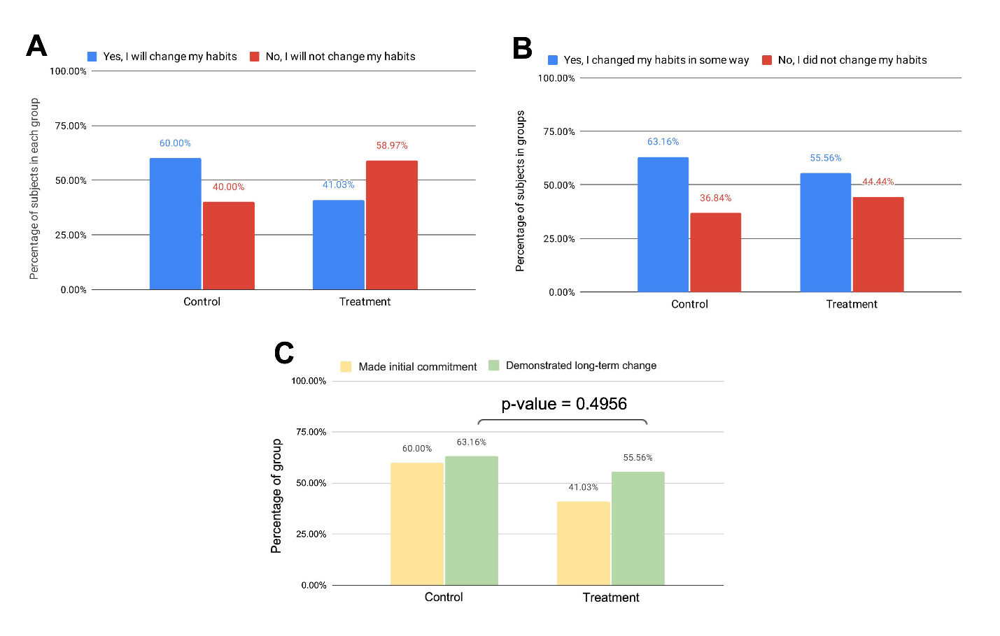 A
Yes, I will change my habits
No, I will not change my habits
Percentage of subjects in each group
100.00%
75.00%
50.00%
25.00%
0.00%
60.00%
40.00%
41.03%
58.97%
Control
Treatment
B
Yes, I changed my habits in some way
No, I did not change my habits
Percentage of subjects in groups
100.00%
75.00%
50.00%
25.00%
0.00%
63.16%
36.84%
55.56%
44.44%
Control
Treatment
C
Made initial commitment
Demonstrated long-term change
Percentage of group
100.00%
75.00%
50.00%
25.00%
0.00%
p-value = 0.4956
60.00%
63.16%
41.03%
55.56%
Control
Treatment